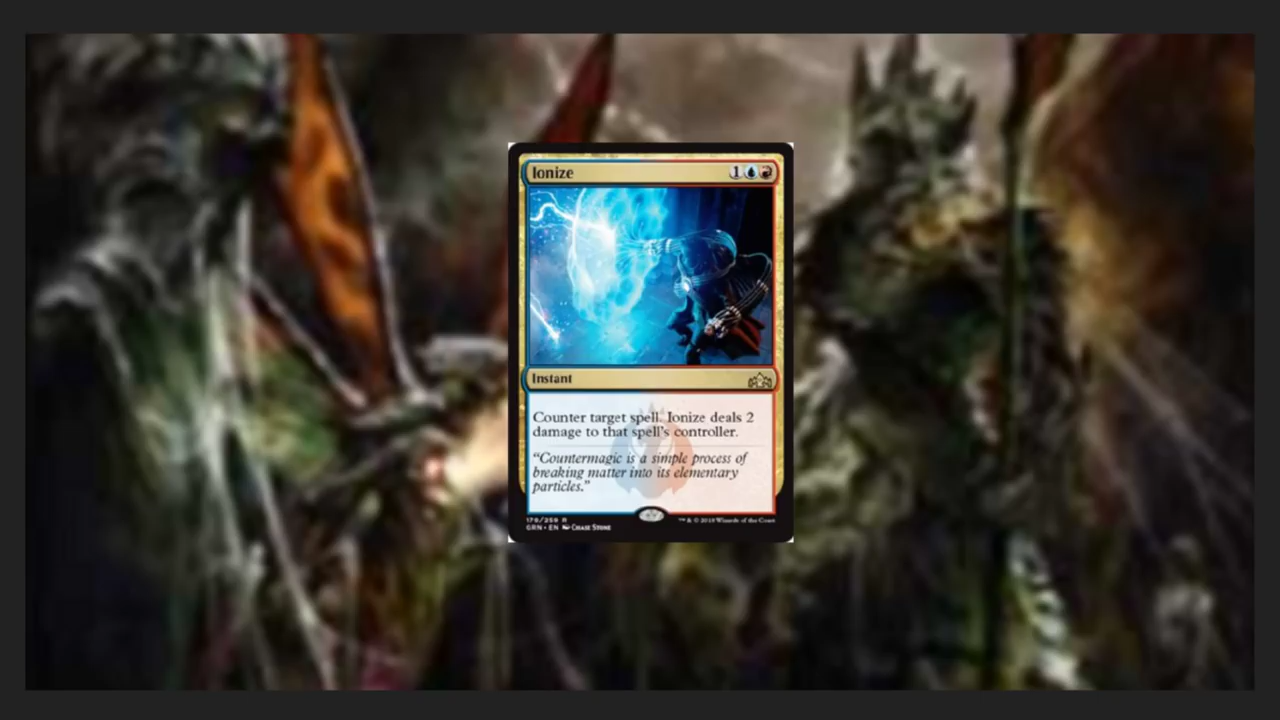 Ionize
1
Instant
Counter target spell. Ionize deals 2
damage to that spell's controller.
"Countermagic is a simple process of
breaking matter into its elementary
particles."
179/259 R
GRN • EN Chase Stone
™ & © 2018 Wizards of the Coast